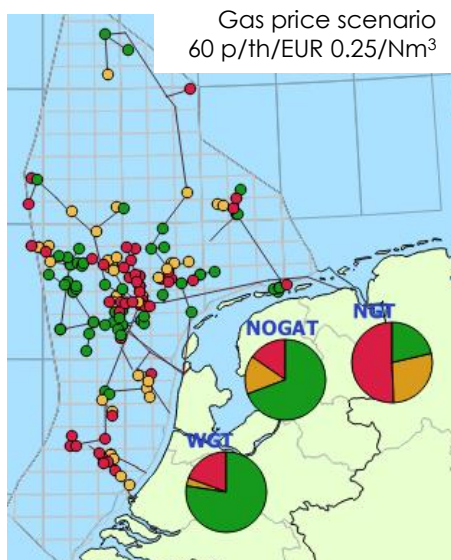 Gas price scenario
60 p/th/EUR 0.25/Nm³
NOGAT
NGT
WGT